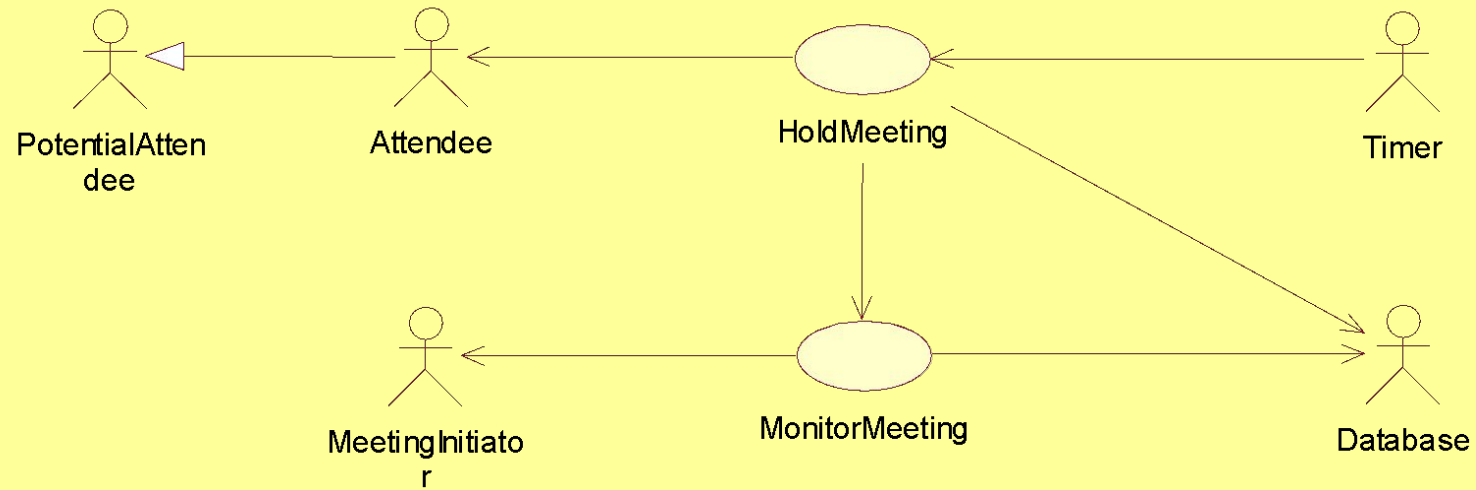 PotentialAtten
dee
Attendee
HoldMeeting
Timer
MeetingInitiato
r
MonitorMeeting
Database